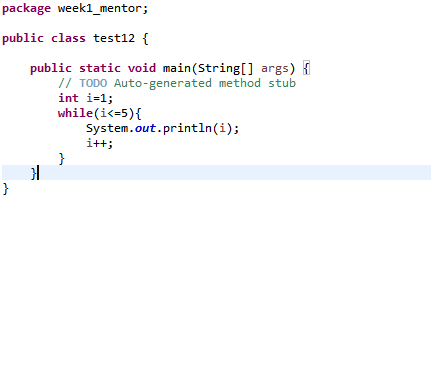 package week1_mentor;
public class test12 {
public static void main(String[] args) {
// TODO Auto-generated method stub
int i=1;
while(i<=5){
System.out.println(i);
i++;
}
}
}